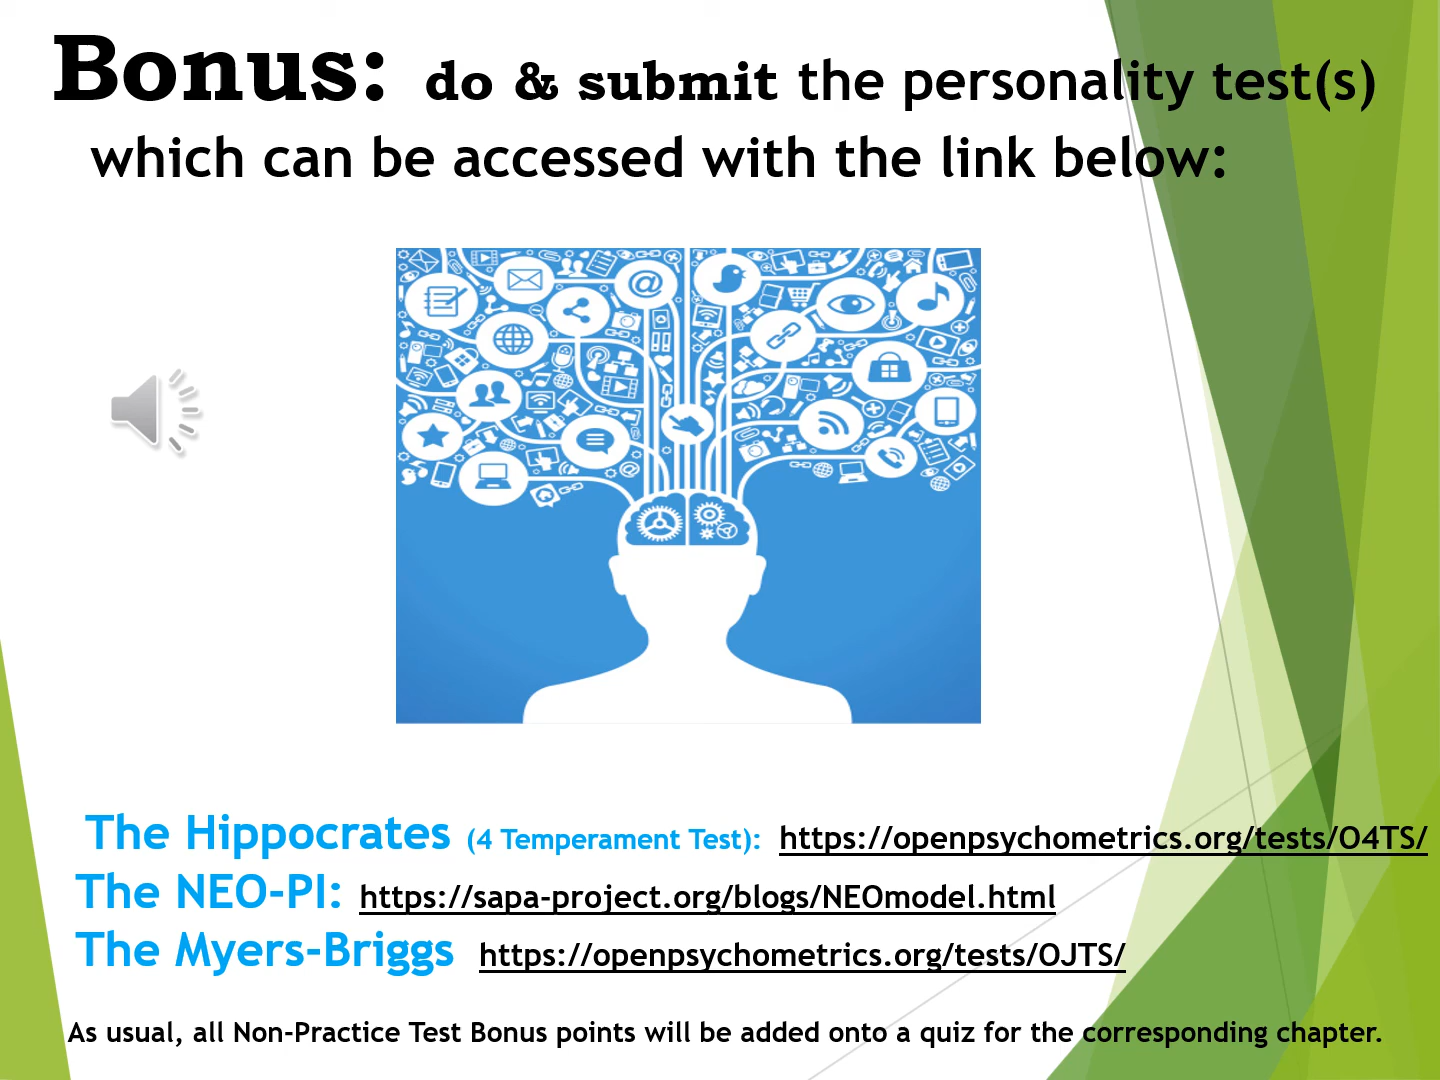 Bonus: do & submit the personality test(s)
which can be accessed with the link below:
@
@
The Hippocrates (4 Temperament Test): https://openpsychometrics.org/tests/O4TS/
The NEO-PI: https://sapa-project.org/blogs/NEOmodel.html
The Myers-Briggs https://openpsychometrics.org/tests/OJTS/
As usual, all Non-Practice Test Bonus points will be added onto a quiz for the corresponding chapter.